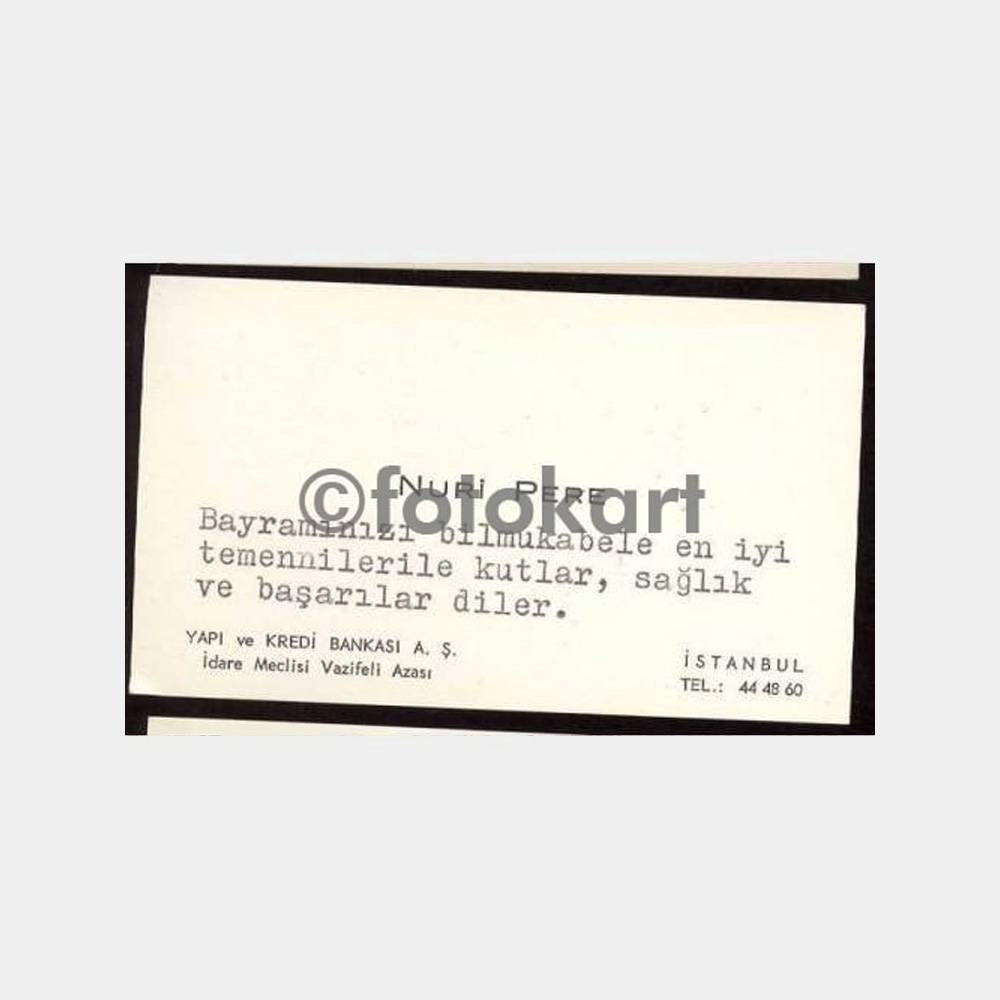 NURİ PERE
©fotokart
Bayramınızı bilmukabele en iyi
temennilerile kutlar, sağlık
ve başarılar diler.
YAPI ve KREDİ BANKASI A. Ş.
İdare Meclisi Vazifeli Azası
İSTANBUL
TEL.: 44 48 60